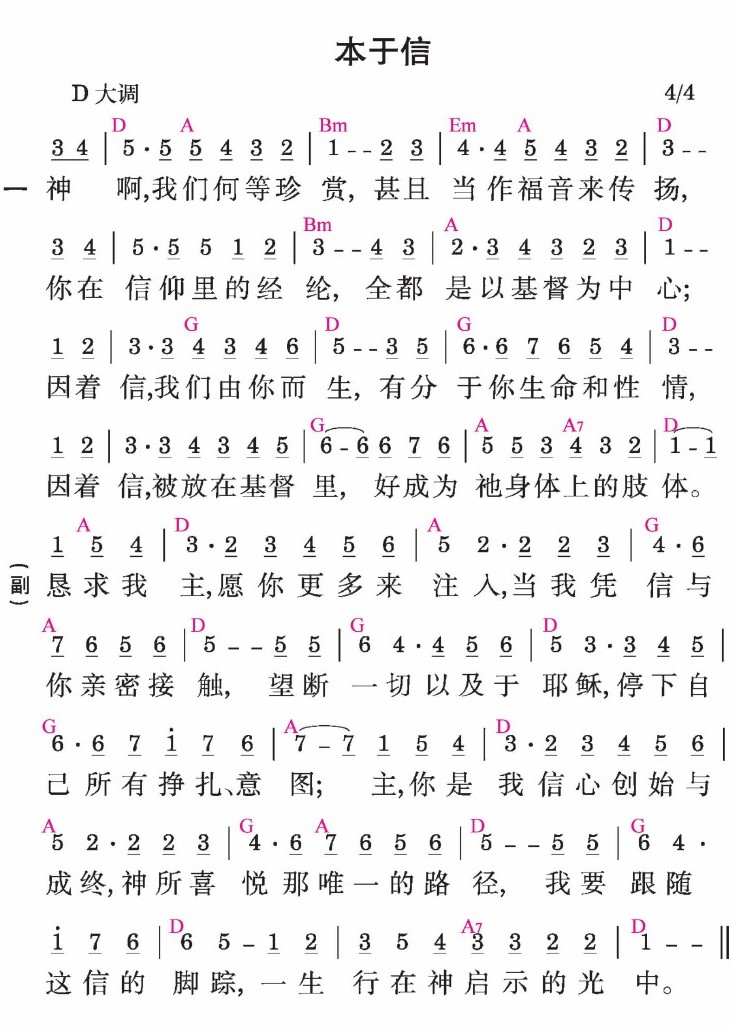 本于信
D 大调 4/4
D A Bm Em A D
3 4 | 5 · 5 5 4 3 2 | 1 - - 2 3 | 4 · 4 5 4 3 2 | 3 - -
一 神 啊,我们何等珍 赏, 甚且 当作福音来传 扬,
Bm A D
3 4 | 5 · 5 5 1 2 | 3 - - 4 3 | 2 · 3 4 3 2 3 | 1 - -
你在 信仰里的经 纶, 全都 是以基督为中 心;
G D G D
1 2 | 3 · 3 4 3 4 6 | 5 - - 3 5 | 6 · 6 7 6 5 4 | 3 - -
因着 信,我们由你而 生, 有分 于你生命和性 情,
G A A7 D
1 2 | 3 · 3 4 3 4 5 | 6 - 6 6 7 6 | 5 5 3 4 3 2 | 1 - 1
因着 信,被放在基督 里, 好成为 祂身体上的肢 体。
A D A G
1 5 4 | 3 · 2 3 4 5 6 | 5 2 · 2 2 3 | 4 · 6
(副) 恳求我 主,愿你更多来 注入,当我凭 信与
A D G D
7 6 5 6 | 5 - - 5 5 | 6 4 · 4 5 6 | 5 3 · 3 4 5 |
你亲密接 触, 望断 一切以及于 耶稣,停下自
G A D
6 · 6 7 i 7 6 | 7 - 7 1 5 4 | 3 · 2 3 4 5 6 |
己所有挣扎、意 图; 主,你是 我信心创始与
A G A D G
5 2 · 2 2 3 | 4 · 6 7 6 5 6 | 5 - - 5 5 | 6 4 ·
成终,神所喜 悦那唯一的路 径, 我要 跟随
D A7 D
i 7 6 | 6 5 - 1 2 | 3 5 4 3 3 2 2 | 1 - - ‖
这信的 脚踪,一生 行在神启示的光 中。